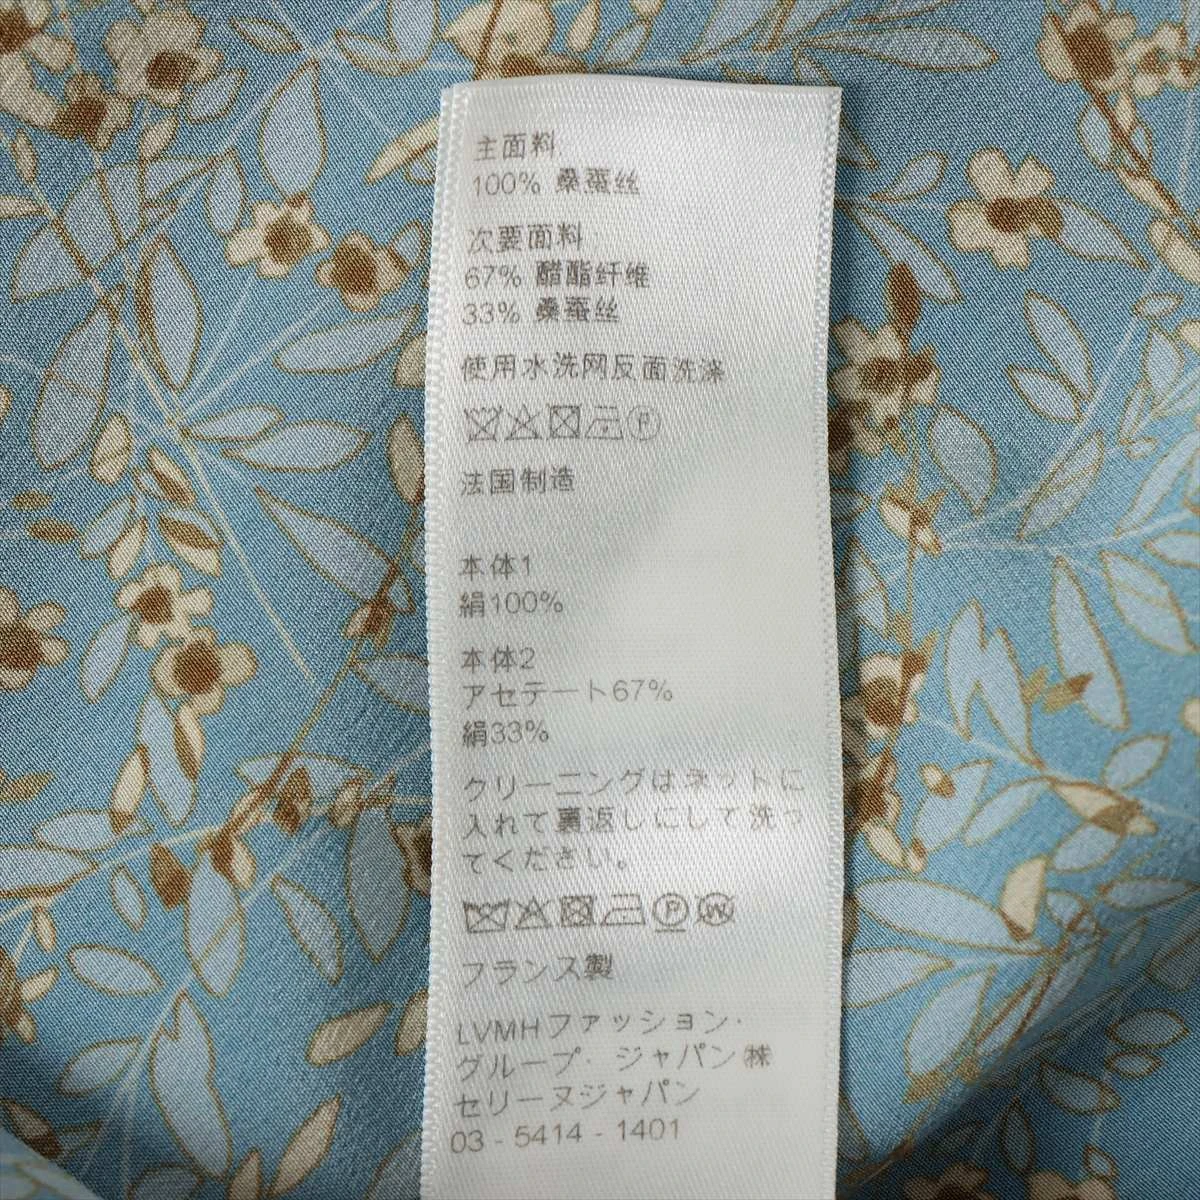 主面料
100% 桑蚕丝
次要面料
67% 醋酯纤维
33% 桑蚕丝
使用水洗网反面洗涤
P
法国制造
本体1
絹100%
本体2
アセテート67%
絹33%
クリーニングはネットに
入れて裏返しにして洗っ
てください。
P W
フランス製
LVMHファッション・
グループ・ジャパン㈱
セリーヌジャパン
03 - 5414 - 1401